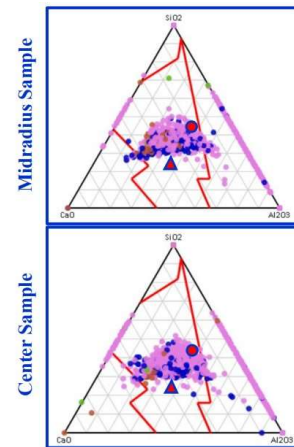 Midradius Sample
SiO2
CaO
Al2O3
Center Sample
SiO2
CaO
Al2O3